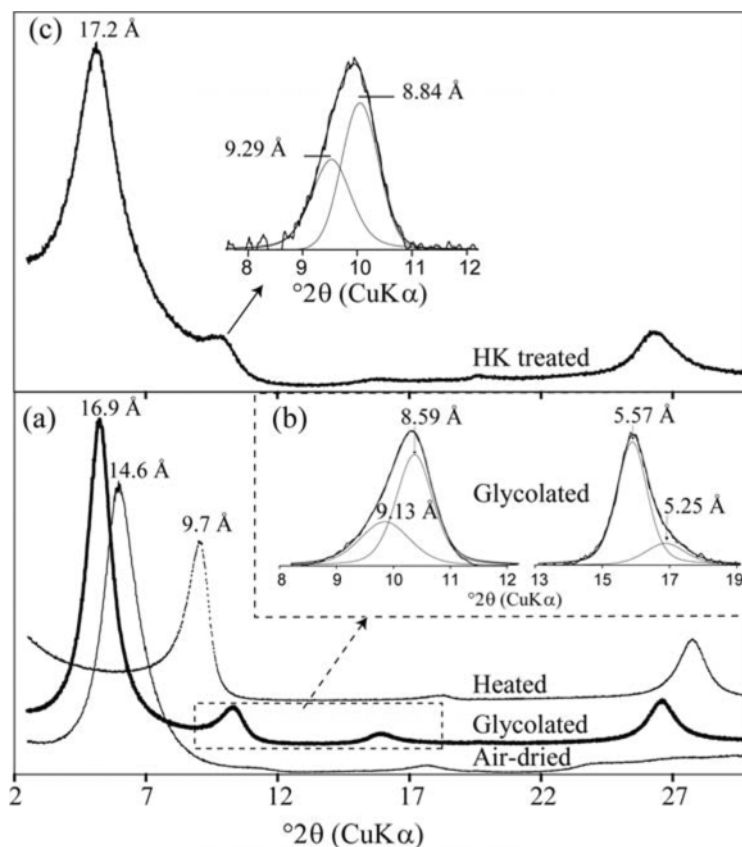 (c)
17.2 Å
8.84 Å
9.29 Å
8 9 10 11 12
°2θ (CuKα)
HK treated
(a)
16.9 Å
14.6 Å
9.7 Å
(b)
8.59 Å
5.57 Å
Glycolated
9.13 Å
5.25 Å
8 9 10 11 12 13 15 17 19
°2θ (CuKα)
Heated
Glycolated
Air-dried
2 7 12 17 22 27
°2θ (CuKα)